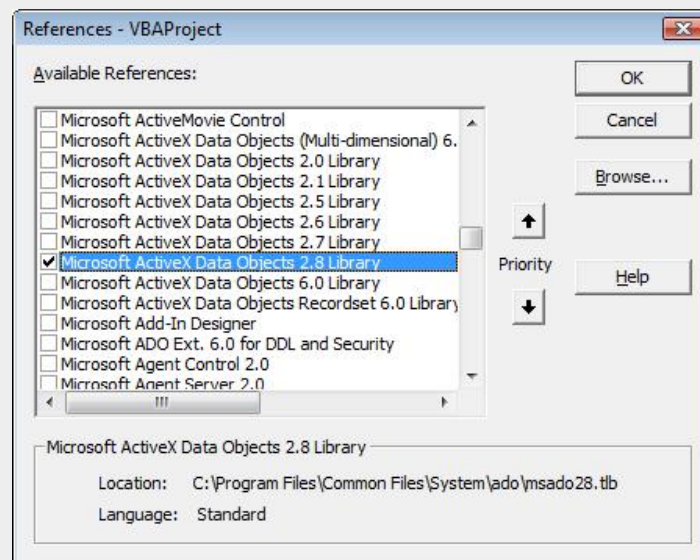 References - VBAProject
Available References:
OK
Cancel
Browse...
Priority
Help
Microsoft ActiveMovie Control
Microsoft ActiveX Data Objects (Multi-dimensional) 6.
Microsoft ActiveX Data Objects 2.0 Library
Microsoft ActiveX Data Objects 2.1 Library
Microsoft ActiveX Data Objects 2.5 Library
Microsoft ActiveX Data Objects 2.6 Library
Microsoft ActiveX Data Objects 2.7 Library
Microsoft ActiveX Data Objects 2.8 Library
Microsoft ActiveX Data Objects 6.0 Library
Microsoft ActiveX Data Objects Recordset 6.0 Library
Microsoft Add-In Designer
Microsoft ADO Ext. 6.0 for DDL and Security
Microsoft Agent Control 2.0
Microsoft Agent Server 2.0
Microsoft ActiveX Data Objects 2.8 Library
Location: C:\Program Files\Common Files\System\ado\msado28.tlb
Language: Standard